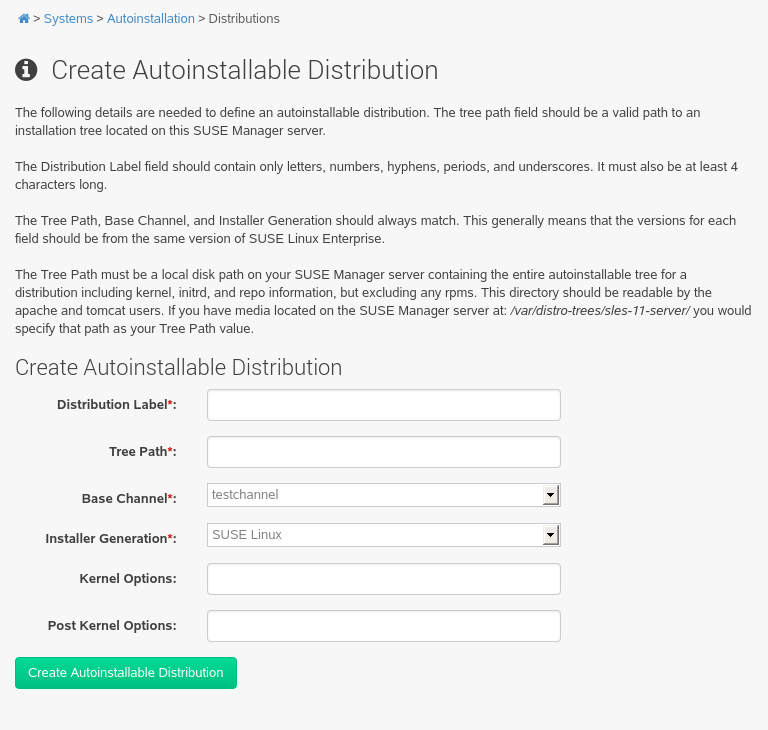 > Systems > Autoinstallation > Distributions
Create Autoinstallable Distribution
The following details are needed to define an autoinstallable distribution. The tree path field should be a valid path to an
installation tree located on this SUSE Manager server.
The Distribution Label field should contain only letters, numbers, hyphens, periods, and underscores. It must also be at least 4
characters long.
The Tree Path, Base Channel, and Installer Generation should always match. This generally means that the versions for each
field should be from the same version of SUSE Linux Enterprise.
The Tree Path must be a local disk path on your SUSE Manager server containing the entire autoinstallable tree for a
distribution including kernel, initrd, and repo information, but excluding any rpms. This directory should be readable by the
apache and tomcat users. If you have media located on the SUSE Manager server at: /var/distro-trees/sles-11-server/ you would
specify that path as your Tree Path value.
Create Autoinstallable Distribution
Distribution Label*:
Tree Path*:
Base Channel*: testchannel
Installer Generation*: SUSE Linux
Kernel Options:
Post Kernel Options:
Create Autoinstallable Distribution